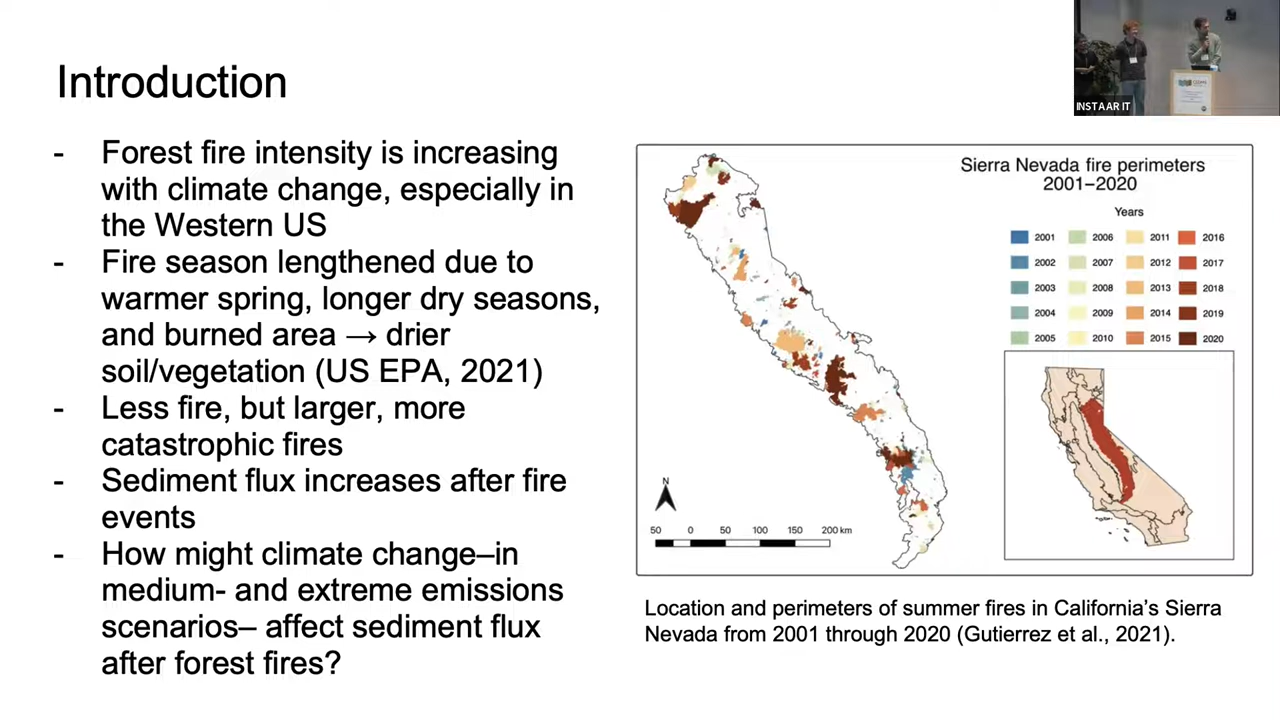 Introduction
- Forest fire intensity is increasing
with climate change, especially in
the Western US
- Fire season lengthened due to
warmer spring, longer dry seasons,
and burned area → drier
soil/vegetation (US EPA, 2021)
- Less fire, but larger, more
catastrophic fires
- Sediment flux increases after fire
events
- How might climate change–in
medium- and extreme emissions
scenarios– affect sediment flux
after forest fires?
INSTAAR IT
Sierra Nevada fire perimeters
2001–2020
Years
2001 2006 2011 2016
2002 2007 2012 2017
2003 2008 2013 2018
2004 2009 2014 2019
2005 2010 2015 2020
N
50 0 50 100 150 200 km
Location and perimeters of summer fires in California's Sierra
Nevada from 2001 through 2020 (Gutierrez et al., 2021).